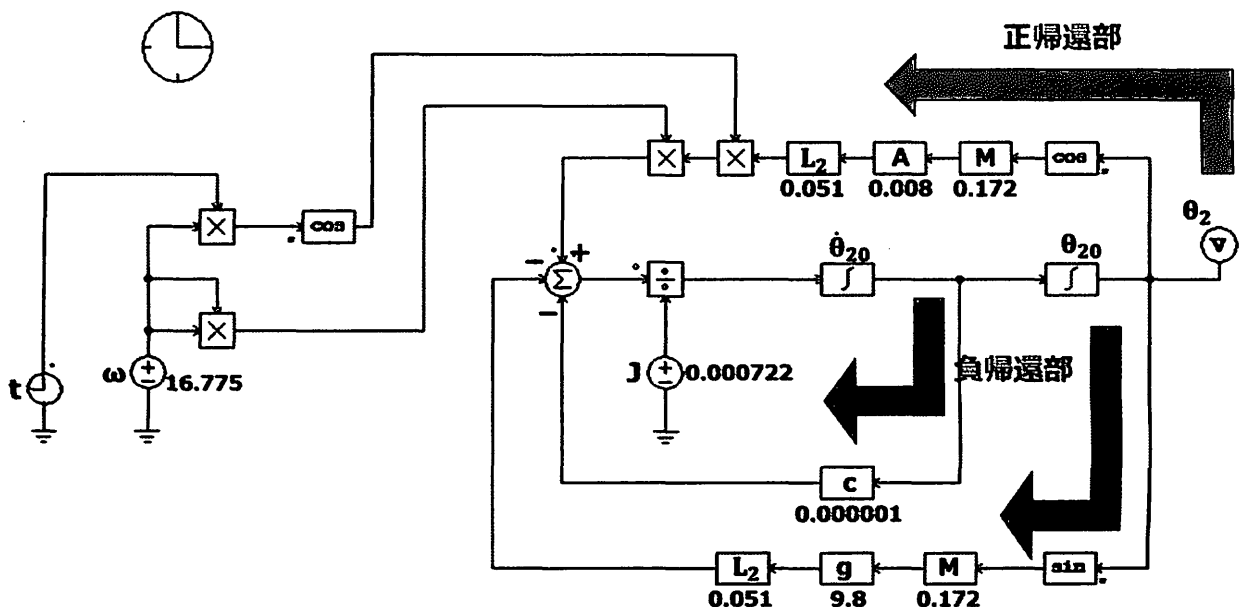 正帰還部
× × L₂ A M cos
0.051 0.008 0.172
× cos
θ₂
V
θ̇₂₀ θ₂₀
− +
Σ ÷ ∫ ∫
−
×
t ω + − 16.775
J + − 0.000722
負帰還部
c
0.000001
L₂ g M sin
0.051 9.8 0.172